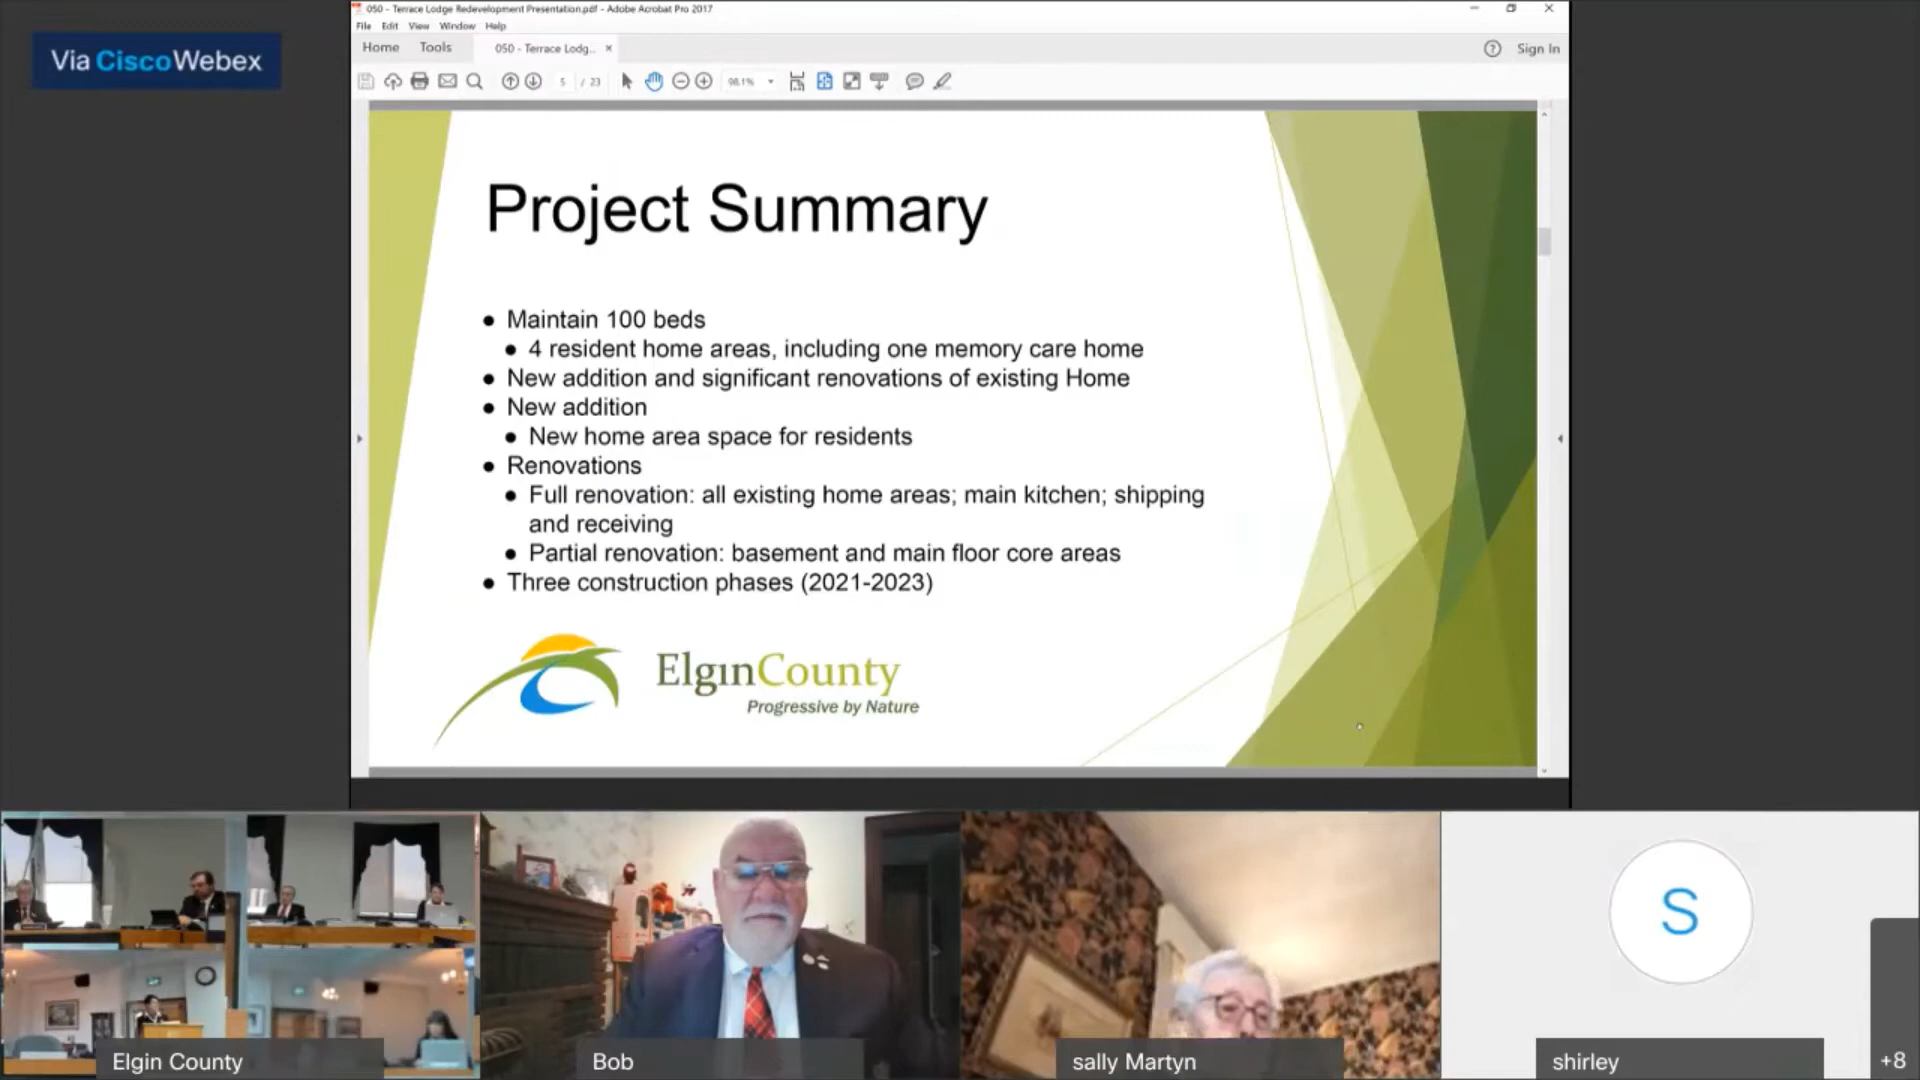 050 - Terrace Lodge Redevelopment Presentation.pdf - Adobe Acrobat Pro 2017
File Edit View Window Help
Via CiscoWebex
Home Tools 050 - Terrace Lodg... × Sign In
5 / 23 98.1%
Project Summary
● Maintain 100 beds
● 4 resident home areas, including one memory care home
● New addition and significant renovations of existing Home
● New addition
● New home area space for residents
● Renovations
● Full renovation: all existing home areas; main kitchen; shipping
and receiving
● Partial renovation: basement and main floor core areas
● Three construction phases (2021-2023)
ElginCounty
Progressive by Nature
S
Elgin County
Bob
sally Martyn
shirley
+8